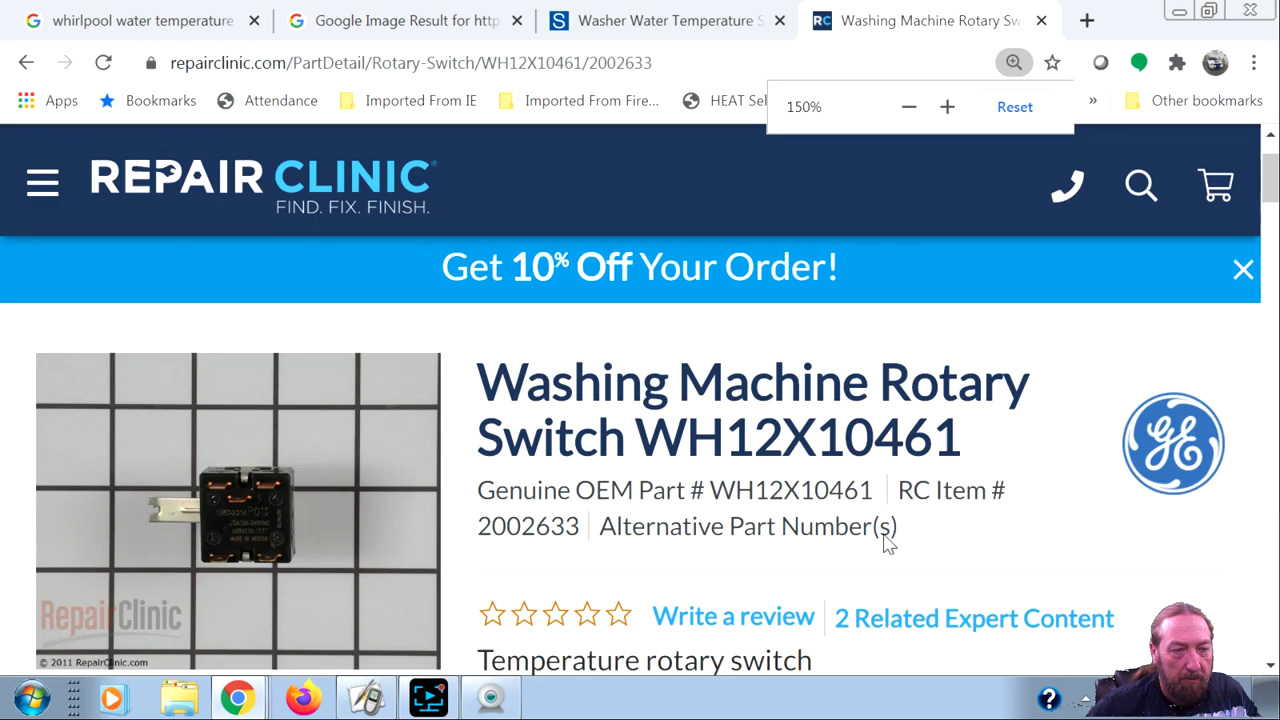 whirlpool water temperature
Google Image Result for http
Washer Water Temperature S
RC Washing Machine Rotary Sw
repairclinic.com/PartDetail/Rotary-Switch/WH12X10461/2002633
Apps Bookmarks Attendance Imported From IE Imported From Fire... HEAT Sel » Other bookmarks
150% Reset
REPAIR CLINIC®
FIND. FIX. FINISH.
Get 10% Off Your Order!
Washing Machine Rotary
Switch WH12X10461
GE
Genuine OEM Part # WH12X10461 RC Item #
2002633 Alternative Part Number(s)
Write a review 2 Related Expert Content
Temperature rotary switch
RepairClinic
© 2011 RepairClinic.com